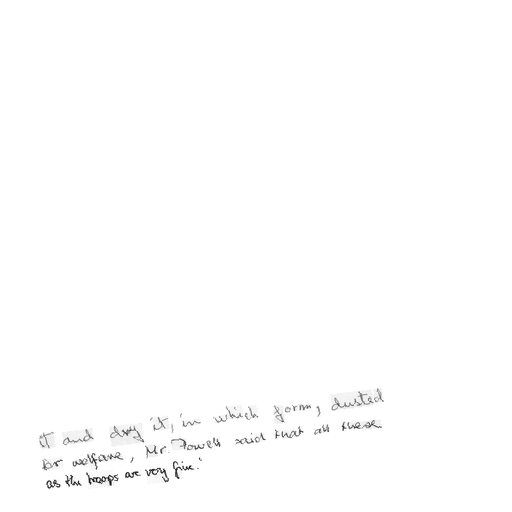 it and dry it, in which form, dusted
for welfare, Mr. Powell said that all these
as the troops are very fine.'